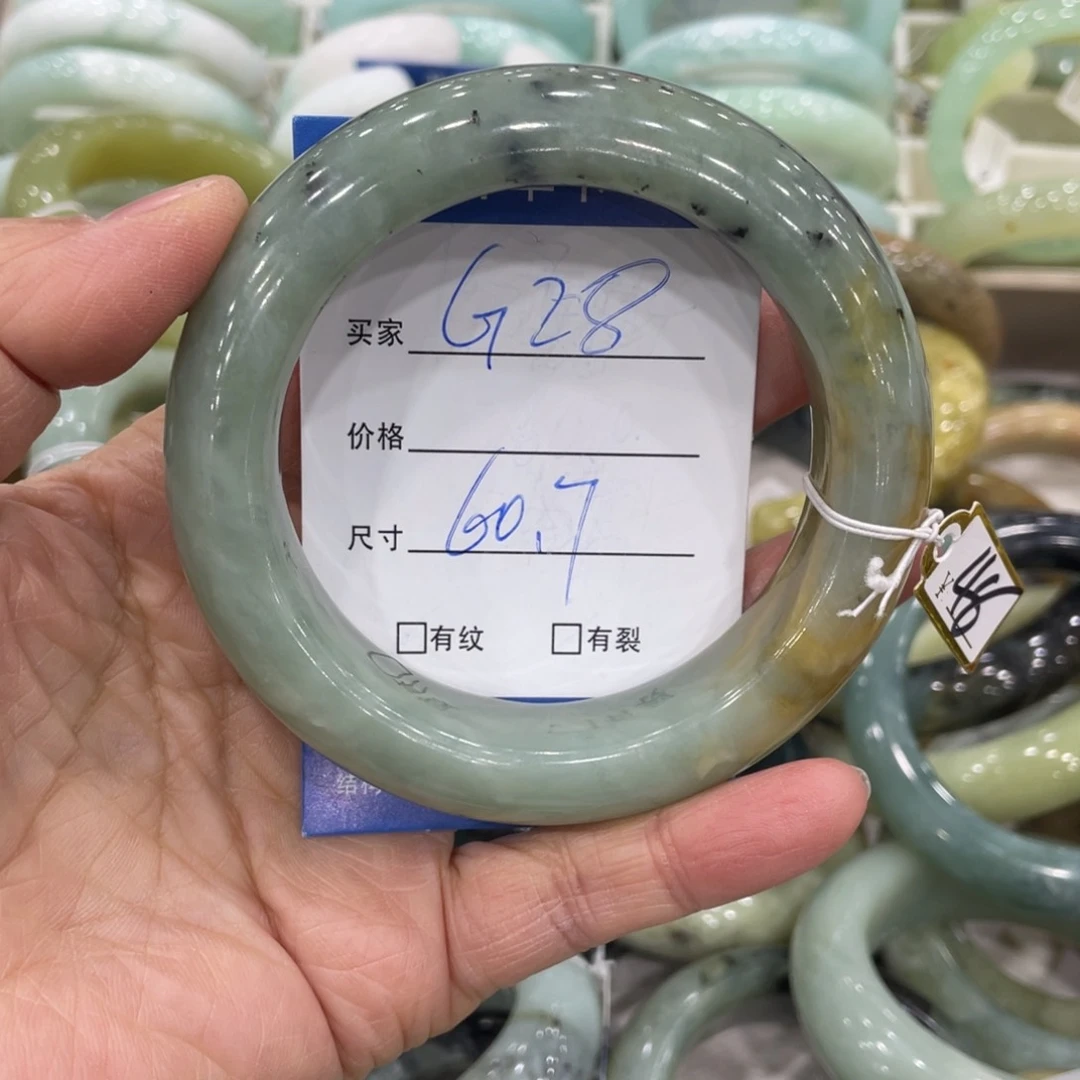 买家 G28
价格
尺寸 60.7
□有纹 □有裂